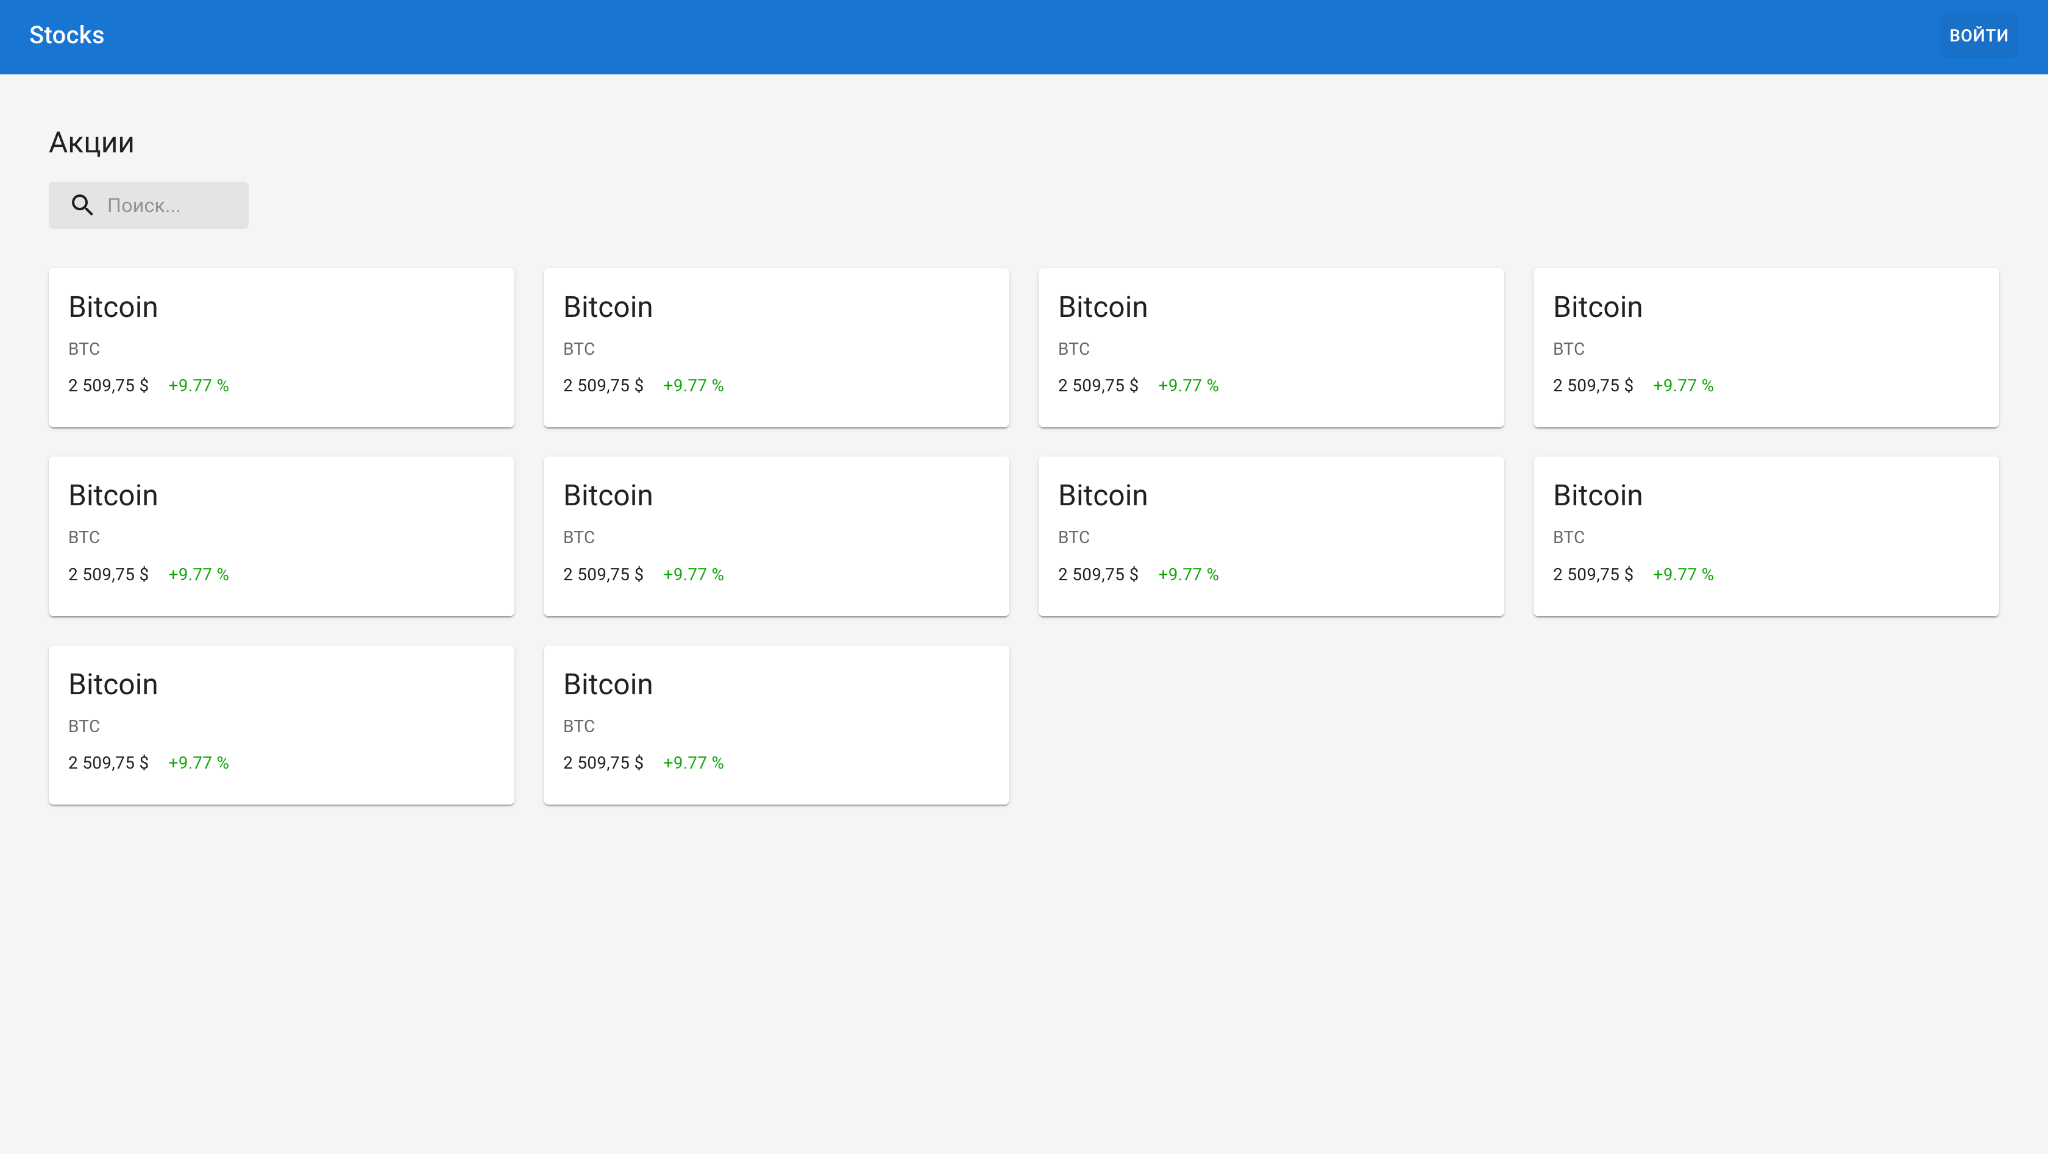 Stocks
ВОЙТИ
Акции
Поиск...
Bitcoin
BTC
2 509,75 $ +9.77 %
Bitcoin
BTC
2 509,75 $ +9.77 %
Bitcoin
BTC
2 509,75 $ +9.77 %
Bitcoin
BTC
2 509,75 $ +9.77 %
Bitcoin
BTC
2 509,75 $ +9.77 %
Bitcoin
BTC
2 509,75 $ +9.77 %
Bitcoin
BTC
2 509,75 $ +9.77 %
Bitcoin
BTC
2 509,75 $ +9.77 %
Bitcoin
BTC
2 509,75 $ +9.77 %
Bitcoin
BTC
2 509,75 $ +9.77 %